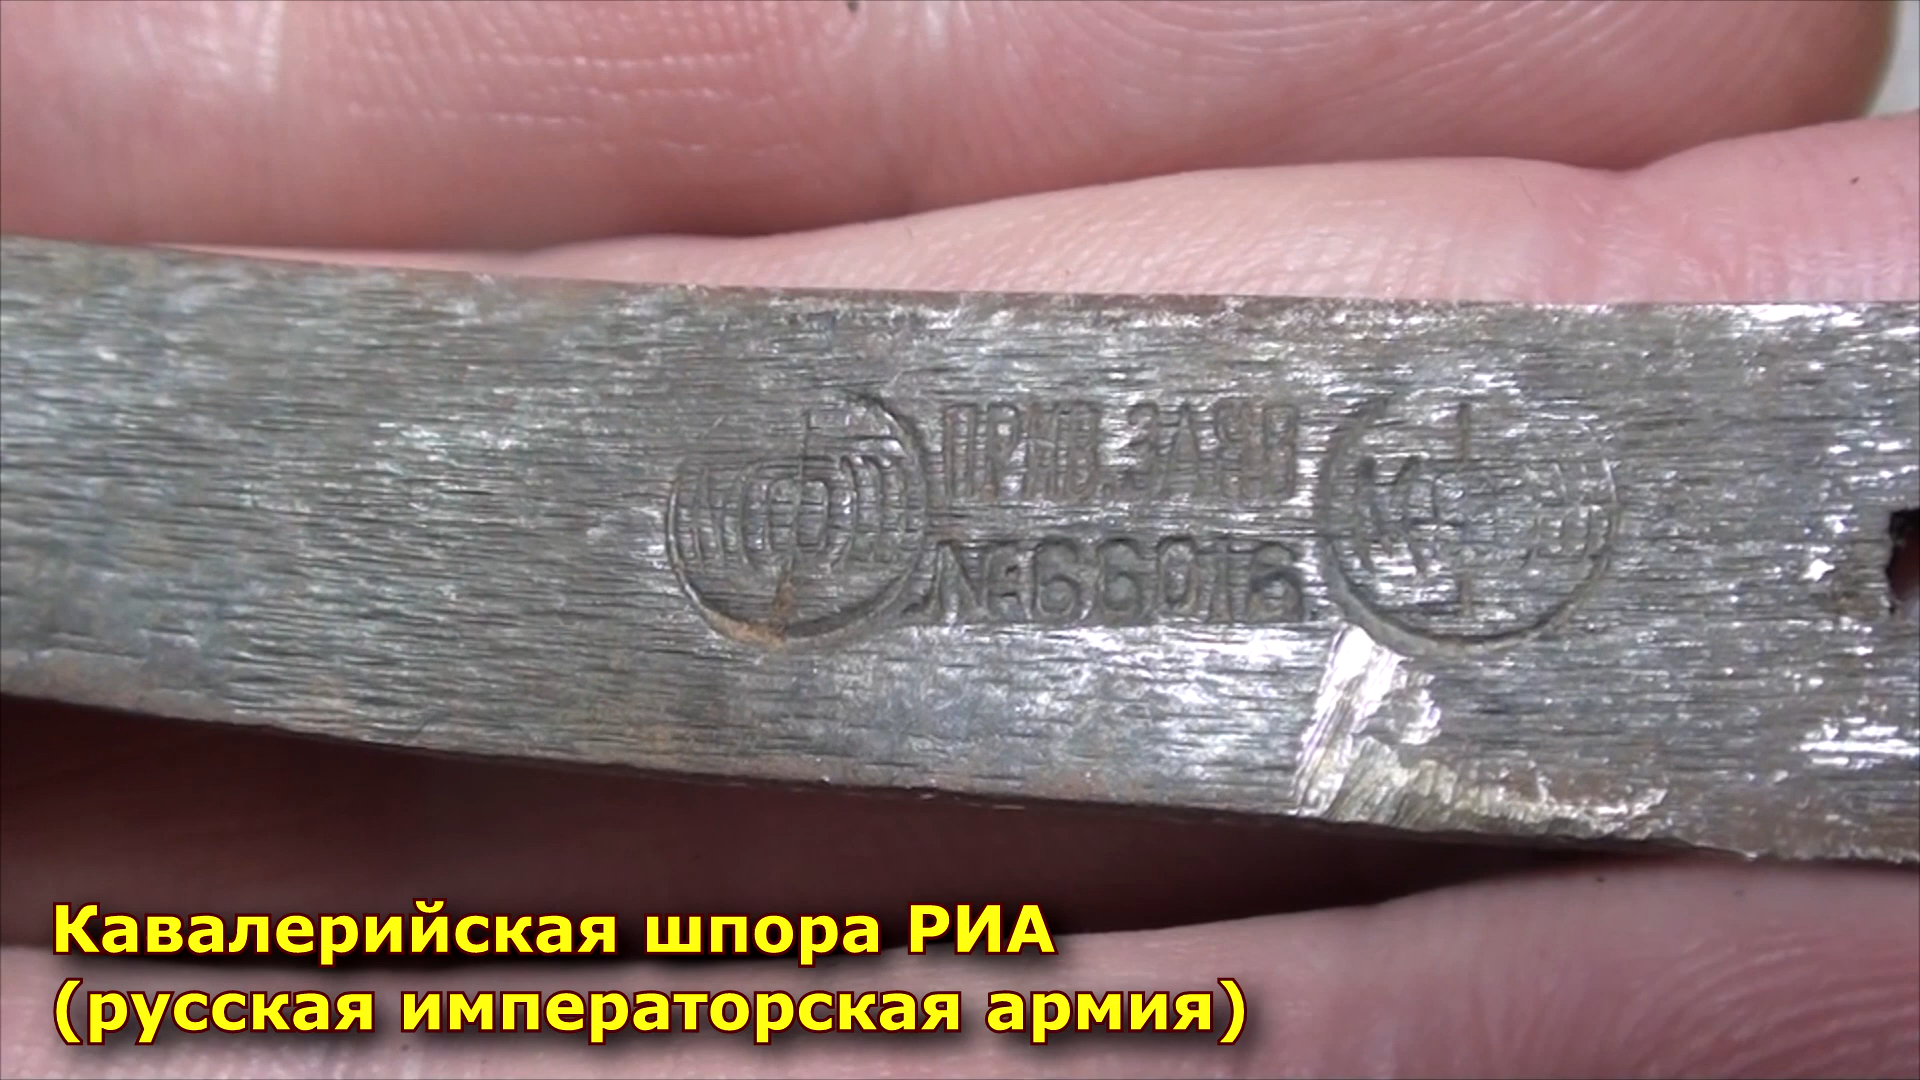 ПРИВ. ЗАЯВ
№66016
Кавалерийская шпора РИА
(русская императорская армия)